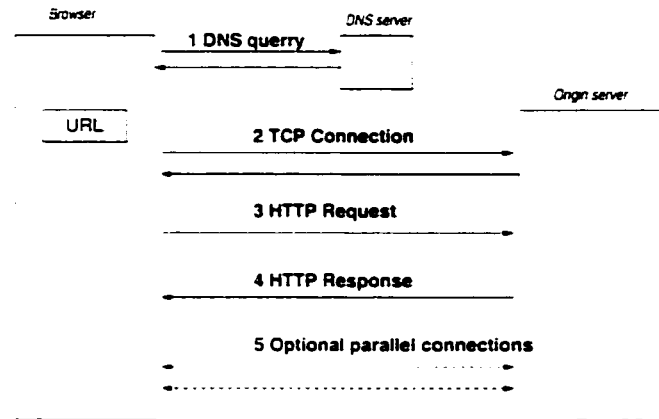 Browser
DNS server
1 DNS querry
Origin server
URL
2 TCP Connection
3 HTTP Request
4 HTTP Response
5 Optional parallel connections